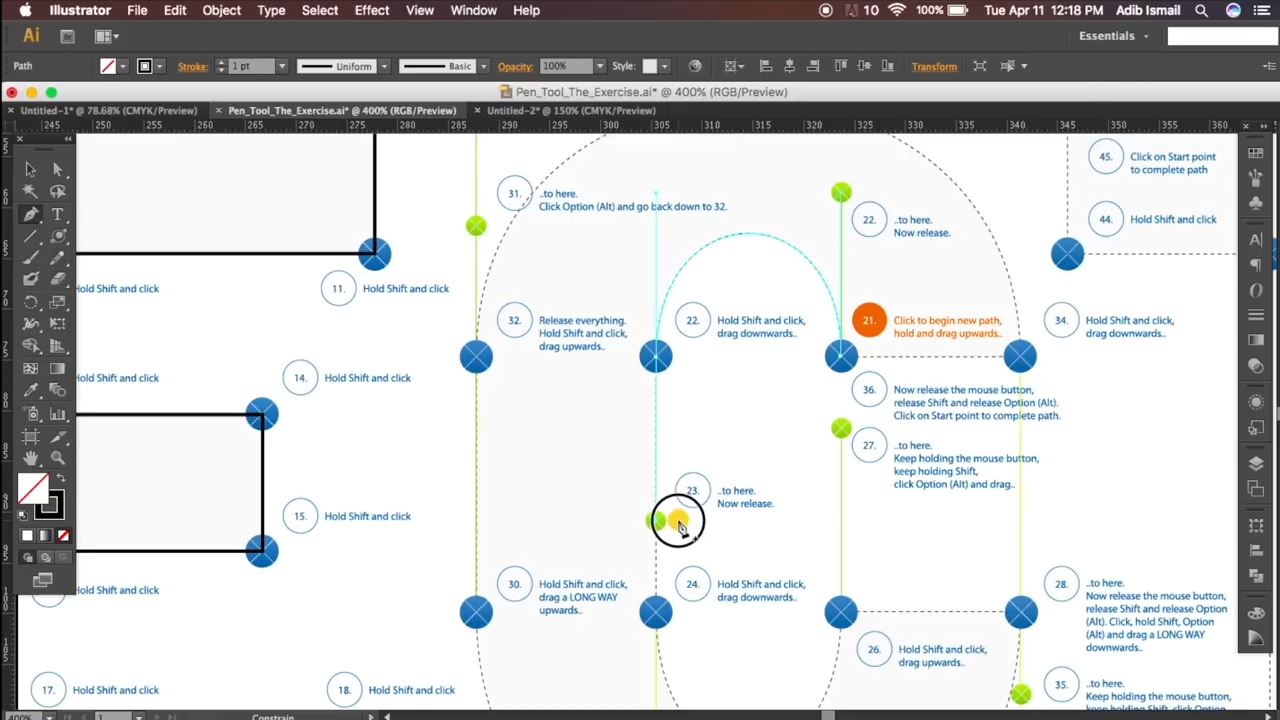 Illustrator File Edit Object Type Select Effect View Window Help
10 100% Tue Apr 11 12:18 PM Adib Ismail
Ai Essentials
Path Stroke: 1 pt Uniform Basic Opacity: 100% Style: Transform
Pen_Tool_The_Exercise.ai* @ 400% (RGB/Preview)
Untitled-1* @ 78.68% (CMYK/Preview)
Pen_Tool_The_Exercise.ai* @ 400% (RGB/Preview)
Untitled-2* @ 150% (CMYK/Preview)
245 250 255 260 265 270 275 280 285 290 295 300 305 310 315 320 325 330 335 340 345 350 355 360
45. Click on Start point
to complete path
31. ..to here.
Click Option (Alt) and go back down to 32.
22. ..to here.
Now release.
44. Hold Shift and click
Hold Shift and click
11. Hold Shift and click
32. Release everything.
Hold Shift and click,
drag upwards..
22. Hold Shift and click,
drag downwards..
21. Click to begin new path,
hold and drag upwards..
34. Hold Shift and click,
drag downwards..
Hold Shift and click
14. Hold Shift and click
36. Now release the mouse button,
release Shift and release Option (Alt).
Click on Start point to complete path.
27. ..to here.
Keep holding the mouse button,
keep holding Shift,
click Option (Alt) and drag..
23. ..to here.
Now release.
15. Hold Shift and click
Hold Shift and click
30. Hold Shift and click,
drag a LONG WAY
upwards..
24. Hold Shift and click,
drag downwards..
28. ..to here.
Now release the mouse button,
release Shift and release Option
(Alt). Click, hold Shift, Option
(Alt) and drag a LONG WAY
downwards..
26. Hold Shift and click,
drag upwards..
17. Hold Shift and click
18. Hold Shift and click
35. ..to here.
Keep holding the mouse button,
keep holding Shift, click Option
400% 1 Constrain